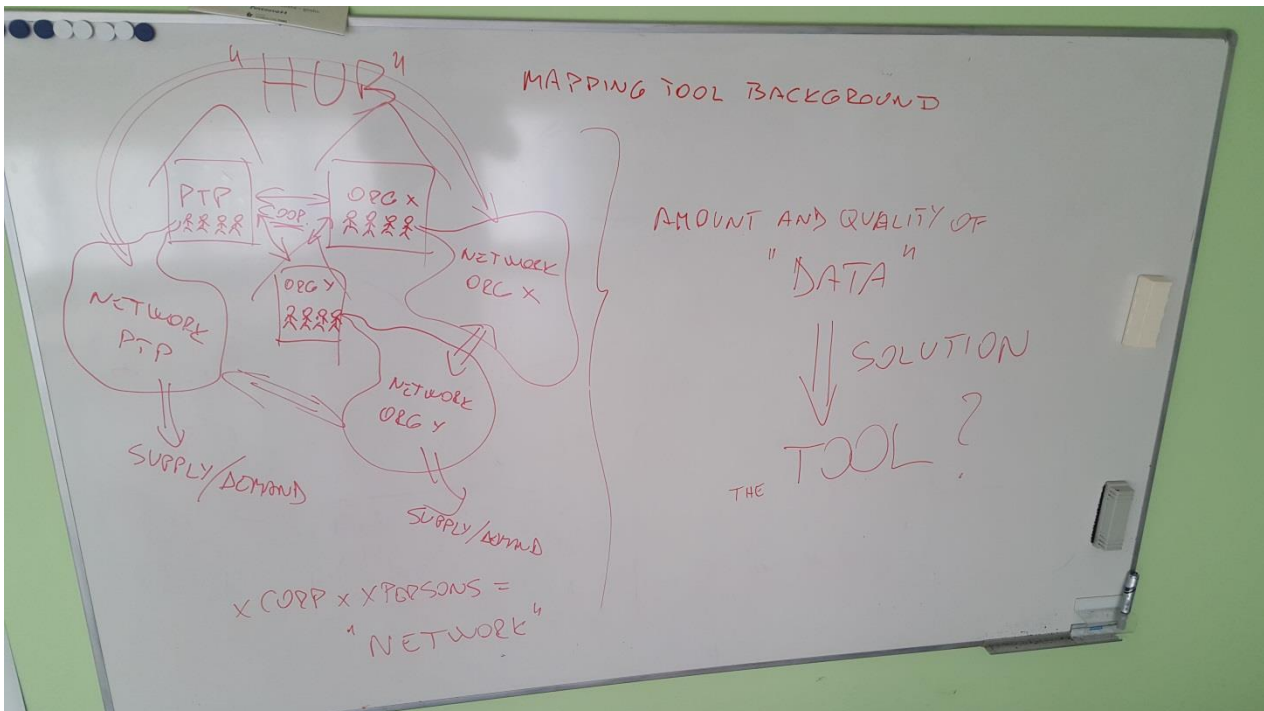 "HUB"
MAPPING TOOL BACKGROUND
PTP
COOP.
ORG X
ORG Y
NETWORK
ORG X
NETWORK
PTP
NETWORK
ORG Y
SUPPLY/DEMAND
SUPPLY/DEMAND
x CORP x XPERSONS =
"NETWORK"
AMOUNT AND QUALITY OF
"DATA"
SOLUTION
THE TOOL?